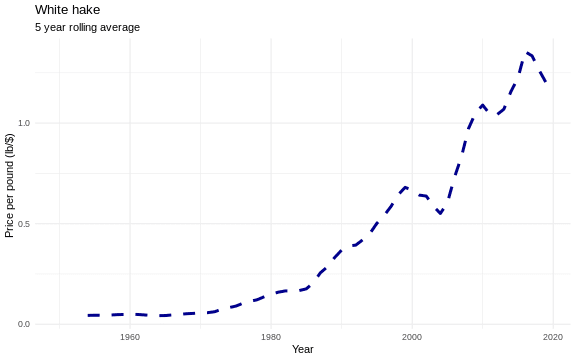 White hake
5 year rolling average
Price per pound (lb/$)
1.0
0.5
0.0
1960
1980
2000
2020
Year